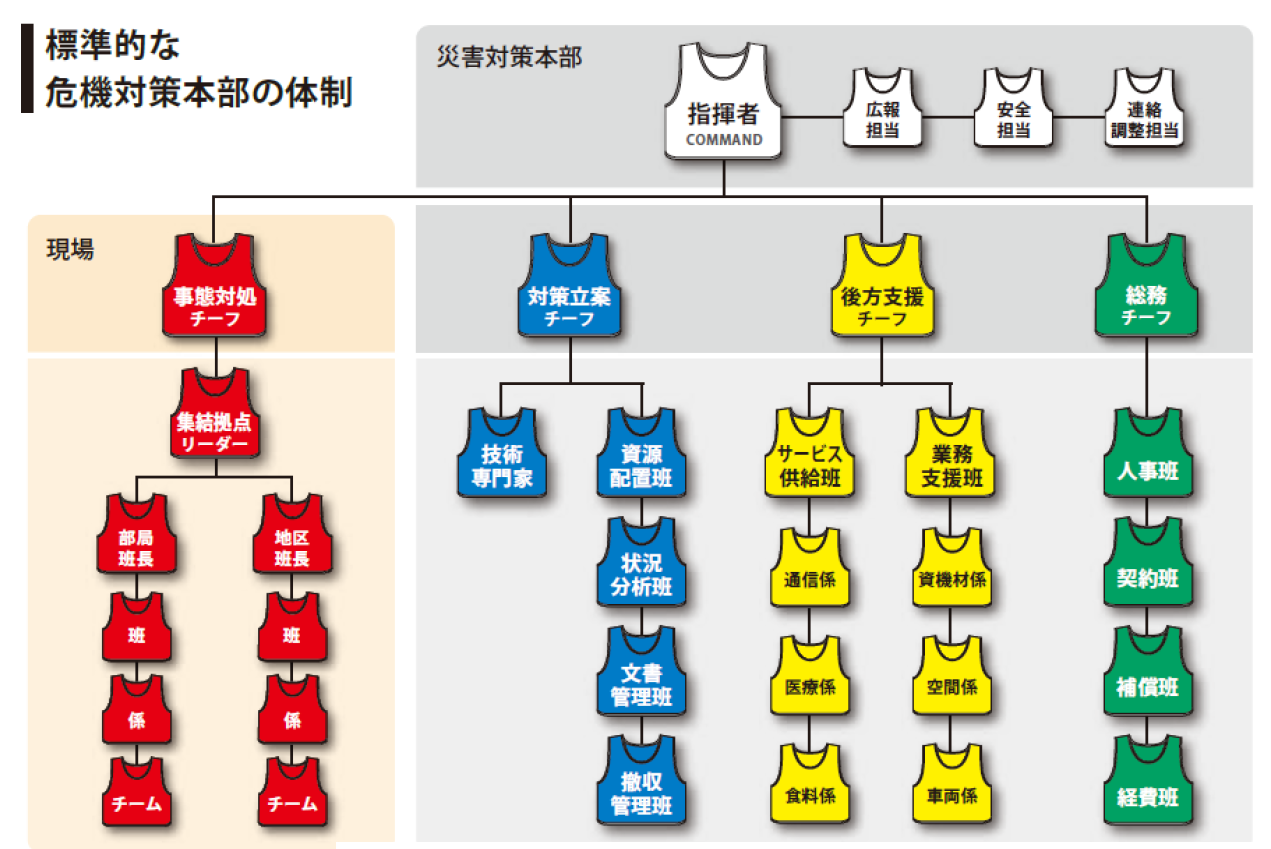 標準的な
危機対策本部の体制
災害対策本部
指揮者
COMMAND
広報
担当
安全
担当
連絡
調整担当
現場
事態対処
チーフ
対策立案
チーフ
後方支援
チーフ
総務
チーフ
集結拠点
リーダー
部局
班長
地区
班長
班
班
係
係
チーム
チーム
技術
専門家
資源
配置班
状況
分析班
文書
管理班
撤収
管理班
サービス
供給班
通信係
医療係
食料係
業務
支援班
資機材係
空間係
車両係
人事班
契約班
補償班
経費班